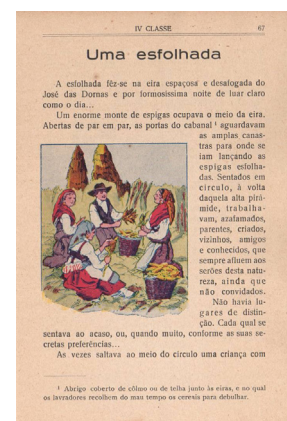 IV CLASSE 67
Uma esfolhada
A esfolhada fêz-se na eira espaçosa e desafogada do
José das Dornas e por formosíssima noite de luar claro
como o dia...
Um enorme monte de espigas ocupava o meio da eira.
Abertas de par em par, as portas do cabanal ¹ aguardavam
as amplas canas-
tras para onde se
iam lançando as
espigas esfolha-
das. Sentados em
círculo, à volta
daquela alta pirâ-
mide, trabalha-
vam, azafamados,
parentes, criados,
vizinhos, amigos
e conhecidos, que
sempre afluem aos
serões desta natu-
reza, ainda que
não convidados.
Não havia lu-
gares de distin-
ção. Cada qual se
sentava ao acaso, ou, quando muito, conforme as suas se-
cretas preferências...
As vezes saltava ao meio do círculo uma criança com
¹ Abrigo coberto de côlmo ou de telha junto às eiras, e no qual
os lavradores recolhem do mau tempo os cereais para debulhar.